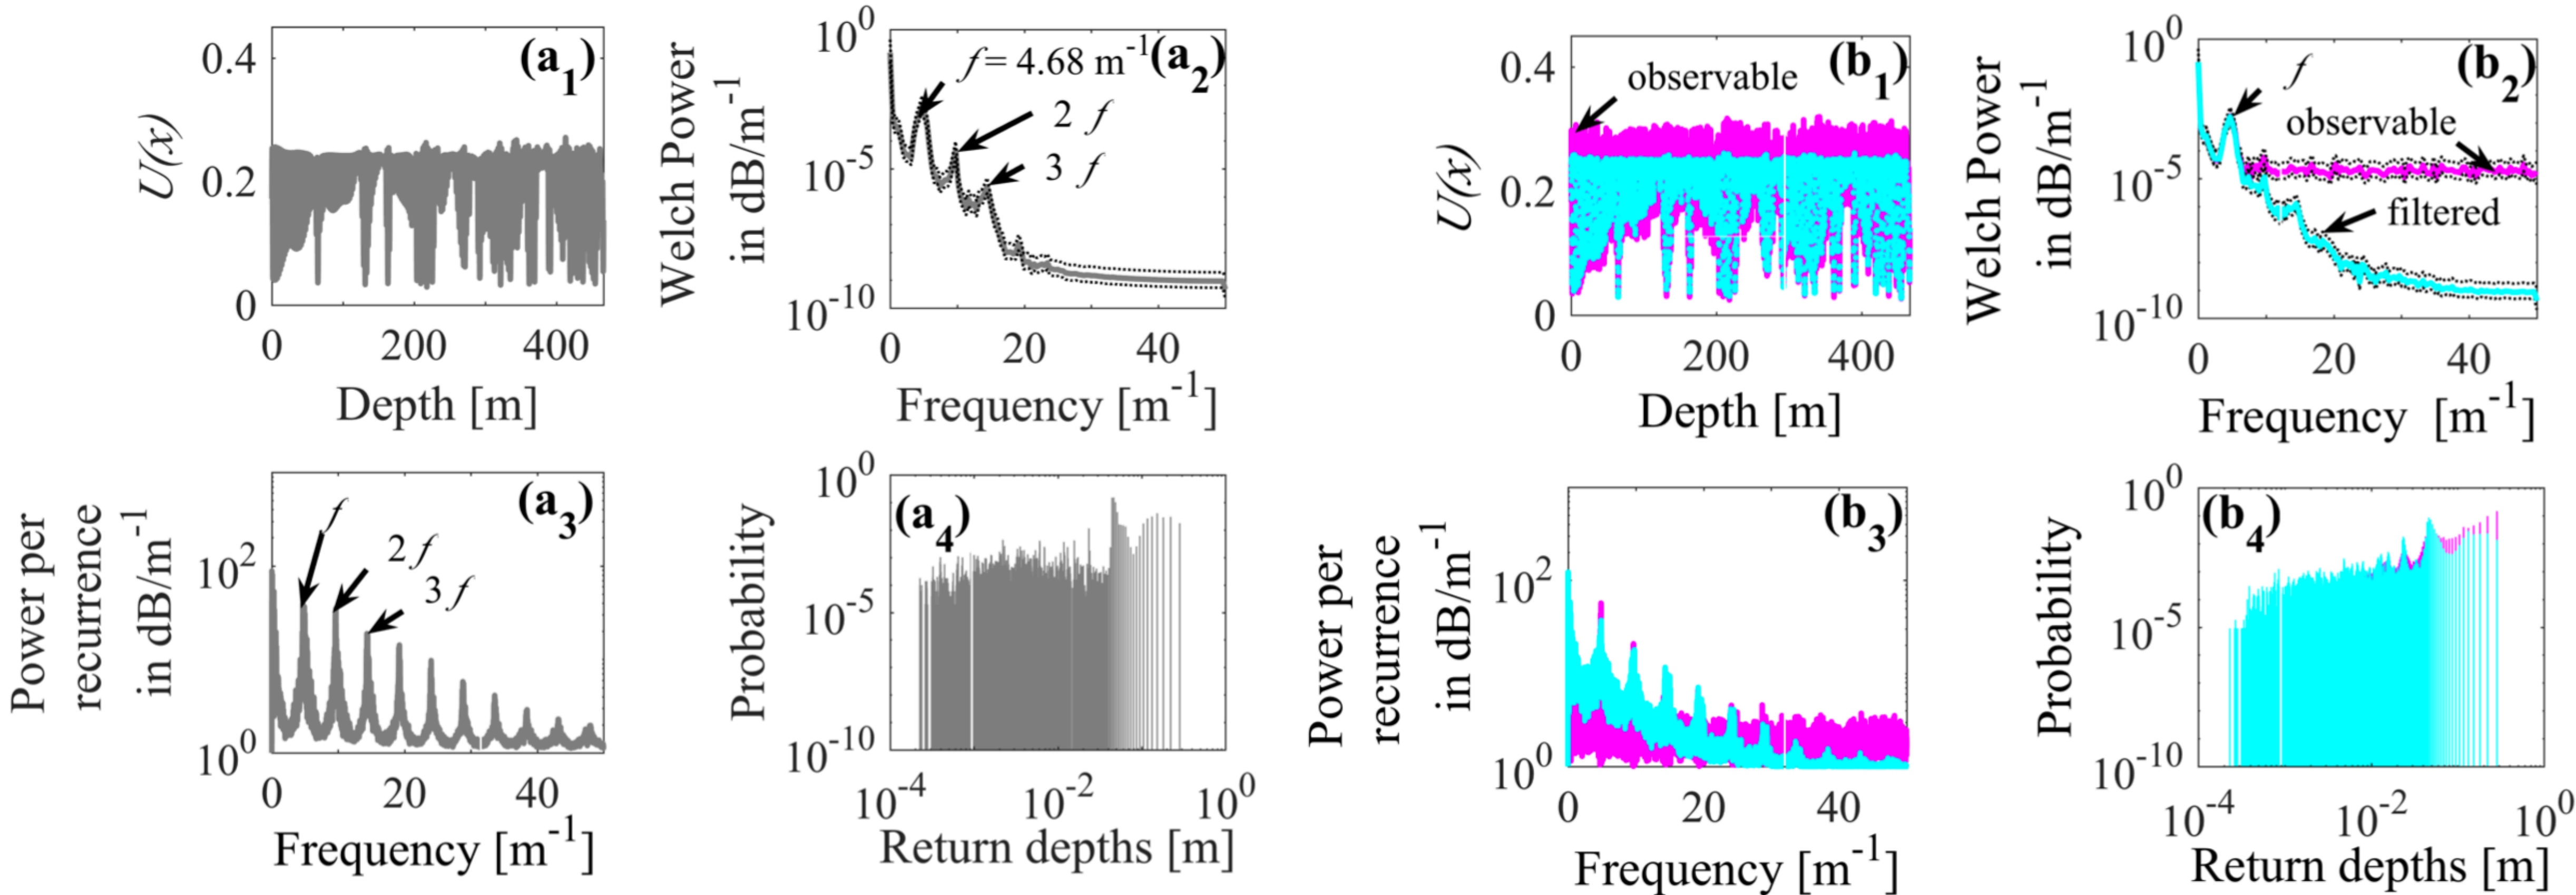 (a1)
U(x)
0.4
0.2
0
0 200 400
Depth [m]
(a2)
Welch Power
in dB/m^-1
10^0
10^-5
10^-10
f = 4.68 m^-1
2 f
3 f
0 20 40
Frequency [m^-1]
(b1)
U(x)
0.4
0.2
0
observable
0 200 400
Depth [m]
(b2)
Welch Power
in dB/m^-1
10^0
10^-5
10^-10
f
observable
filtered
0 20 40
Frequency [m^-1]
(a3)
Power per
recurrence
in dB/m^-1
10^2
10^0
f
2 f
3 f
0 20 40
Frequency [m^-1]
(a4)
Probability
10^0
10^-5
10^-10
10^-4 10^-2 10^0
Return depths [m]
(b3)
Power per
recurrence
in dB/m^-1
10^2
10^0
0 20 40
Frequency [m^-1]
(b4)
Probability
10^0
10^-5
10^-10
10^-4 10^-2 10^0
Return depths [m]